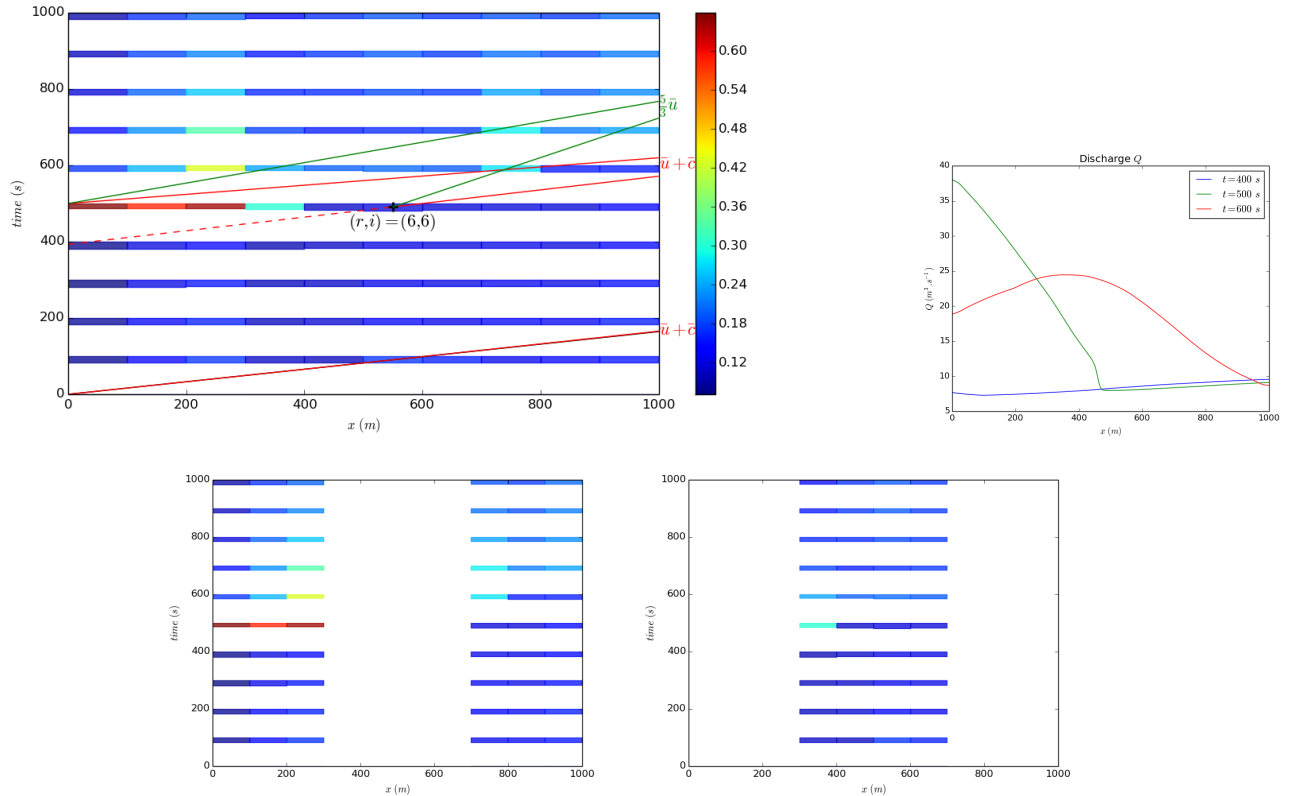 1000
800
600
400
200
0
time (s)
0 200 400 600 800 1000
x (m)
5/3 ū
ū + c̄
ū + c̄
(r,i) = (6,6)
0.60
0.54
0.48
0.42
0.36
0.30
0.24
0.18
0.12
Discharge Q
40
35
30
25
20
15
10
5
Q (m³.s⁻¹)
t=400 s
t=500 s
t=600 s
0 200 400 600 800 1000
x (m)
1000
800
600
400
200
0
time (s)
0 200 400 600 800 1000
x (m)
1000
800
600
400
200
0
time (s)
0 200 400 600 800 1000
x (m)